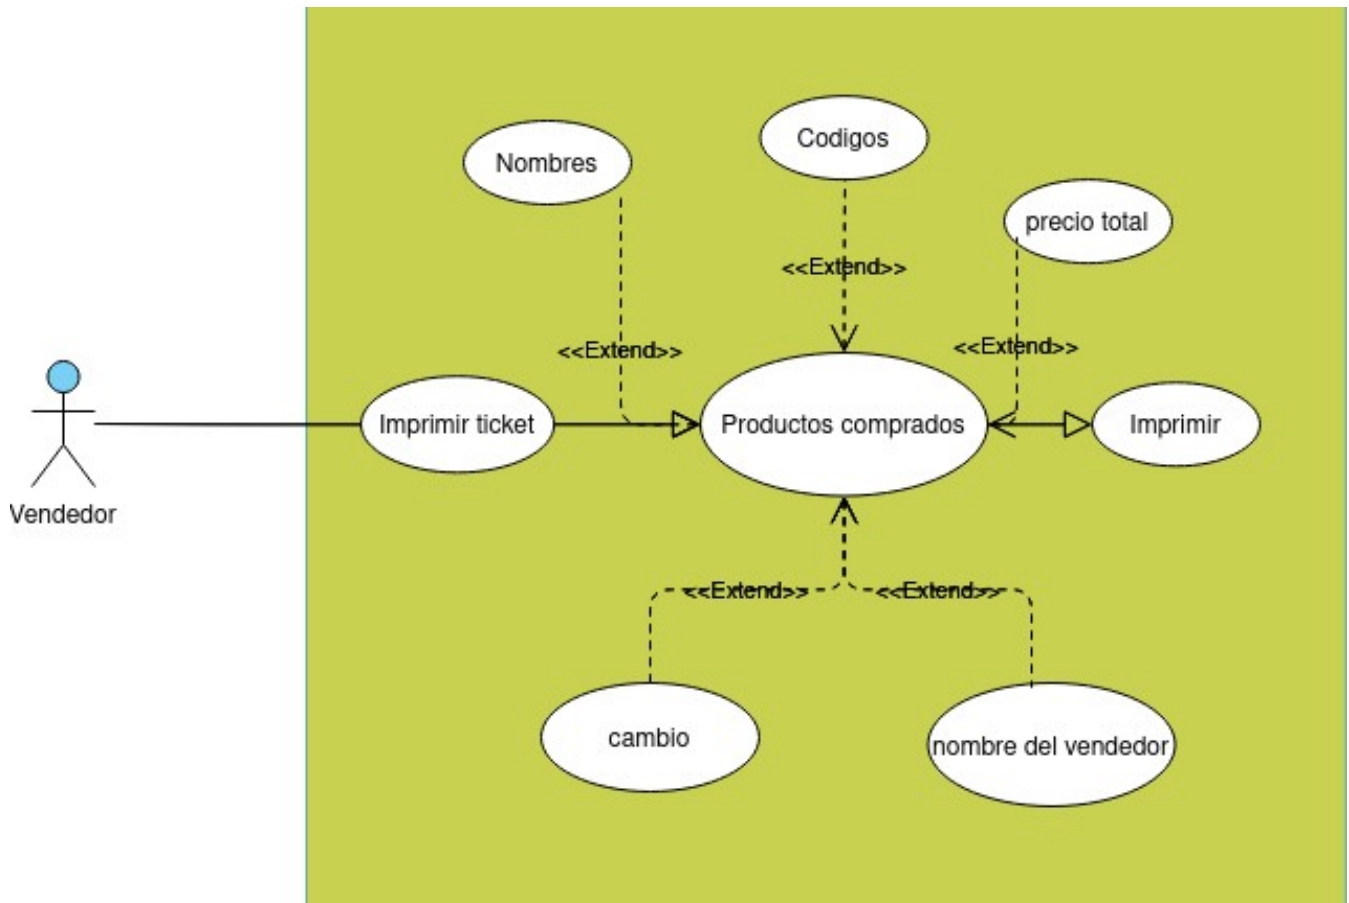 Codigos
Nombres
precio total
<<Extend>>
<<Extend>>
<<Extend>>
Imprimir ticket
Productos comprados
Imprimir
Vendedor
<<Extend>>
<<Extend>>
cambio
nombre del vendedor